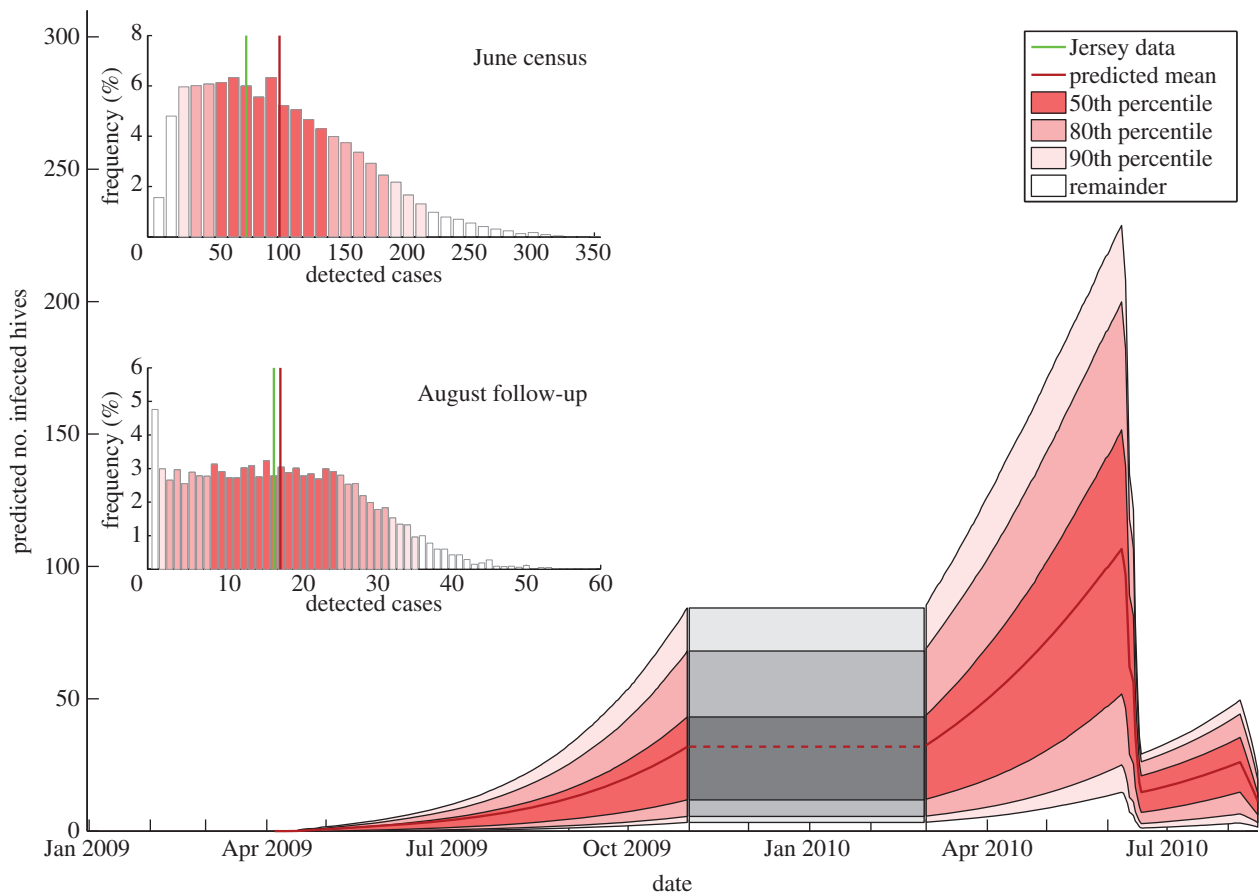 300
250
200
150
100
50
0
predicted no. infected hives
Jan 2009
Apr 2009
Jul 2009
Oct 2009
Jan 2010
Apr 2010
Jul 2010
date
June census
8
6
4
2
frequency (%)
0
50
100
150
200
250
300
350
detected cases
August follow-up
6
5
4
3
2
1
frequency (%)
0
10
20
30
40
50
60
detected cases
Jersey data
predicted mean
50th percentile
80th percentile
90th percentile
remainder